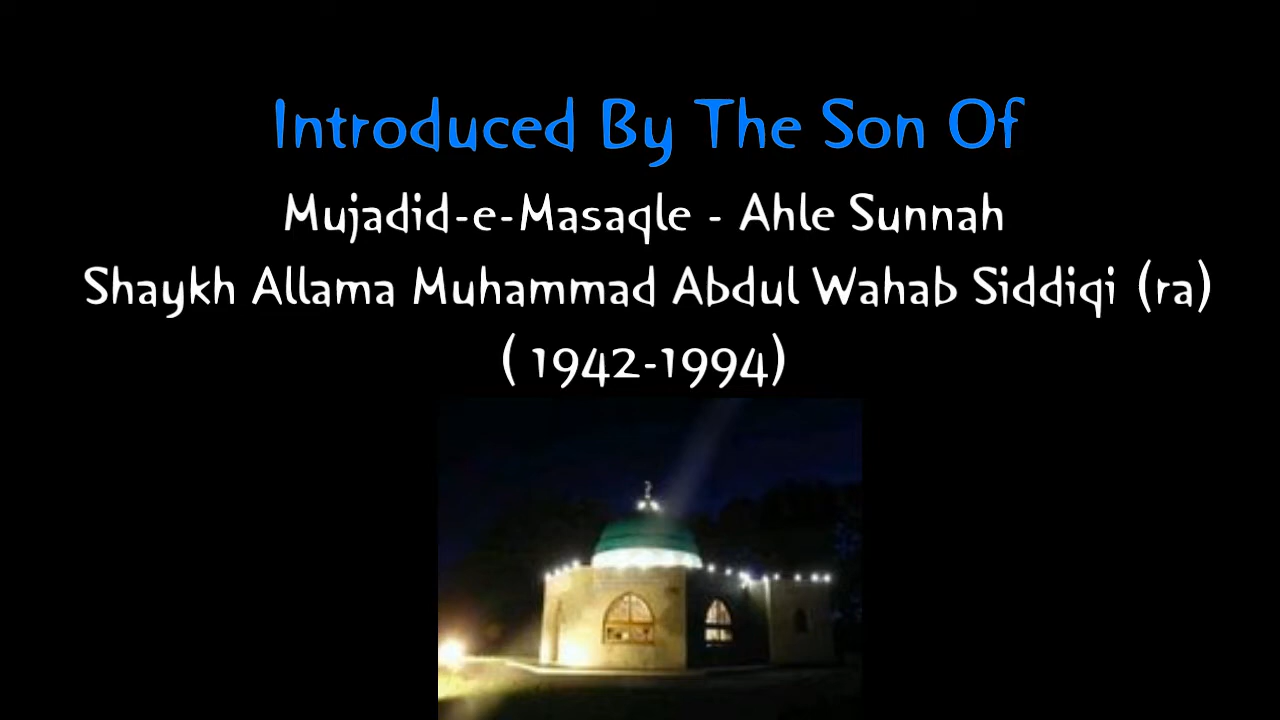 Introduced By The Son Of
Mujadid-e-Masaqle - Ahle Sunnah
Shaykh Allama Muhammad Abdul Wahab Siddiqi (ra)
( 1942-1994)